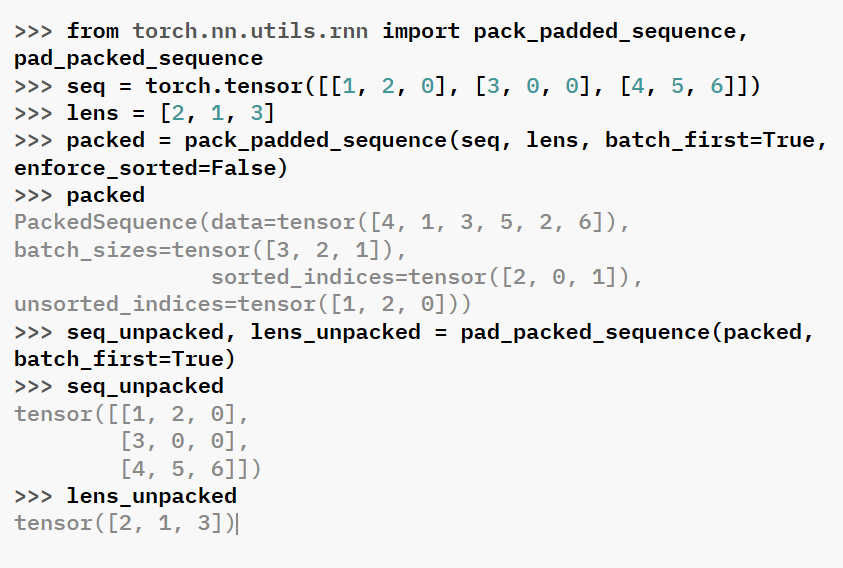 >>> from torch.nn.utils.rnn import pack_padded_sequence,
pad_packed_sequence
>>> seq = torch.tensor([[1, 2, 0], [3, 0, 0], [4, 5, 6]])
>>> lens = [2, 1, 3]
>>> packed = pack_padded_sequence(seq, lens, batch_first=True,
enforce_sorted=False)
>>> packed
PackedSequence(data=tensor([4, 1, 3, 5, 2, 6]),
batch_sizes=tensor([3, 2, 1]),
               sorted_indices=tensor([2, 0, 1]),
unsorted_indices=tensor([1, 2, 0]))
>>> seq_unpacked, lens_unpacked = pad_packed_sequence(packed,
batch_first=True)
>>> seq_unpacked
tensor([[1, 2, 0],
        [3, 0, 0],
        [4, 5, 6]])
>>> lens_unpacked
tensor([2, 1, 3])